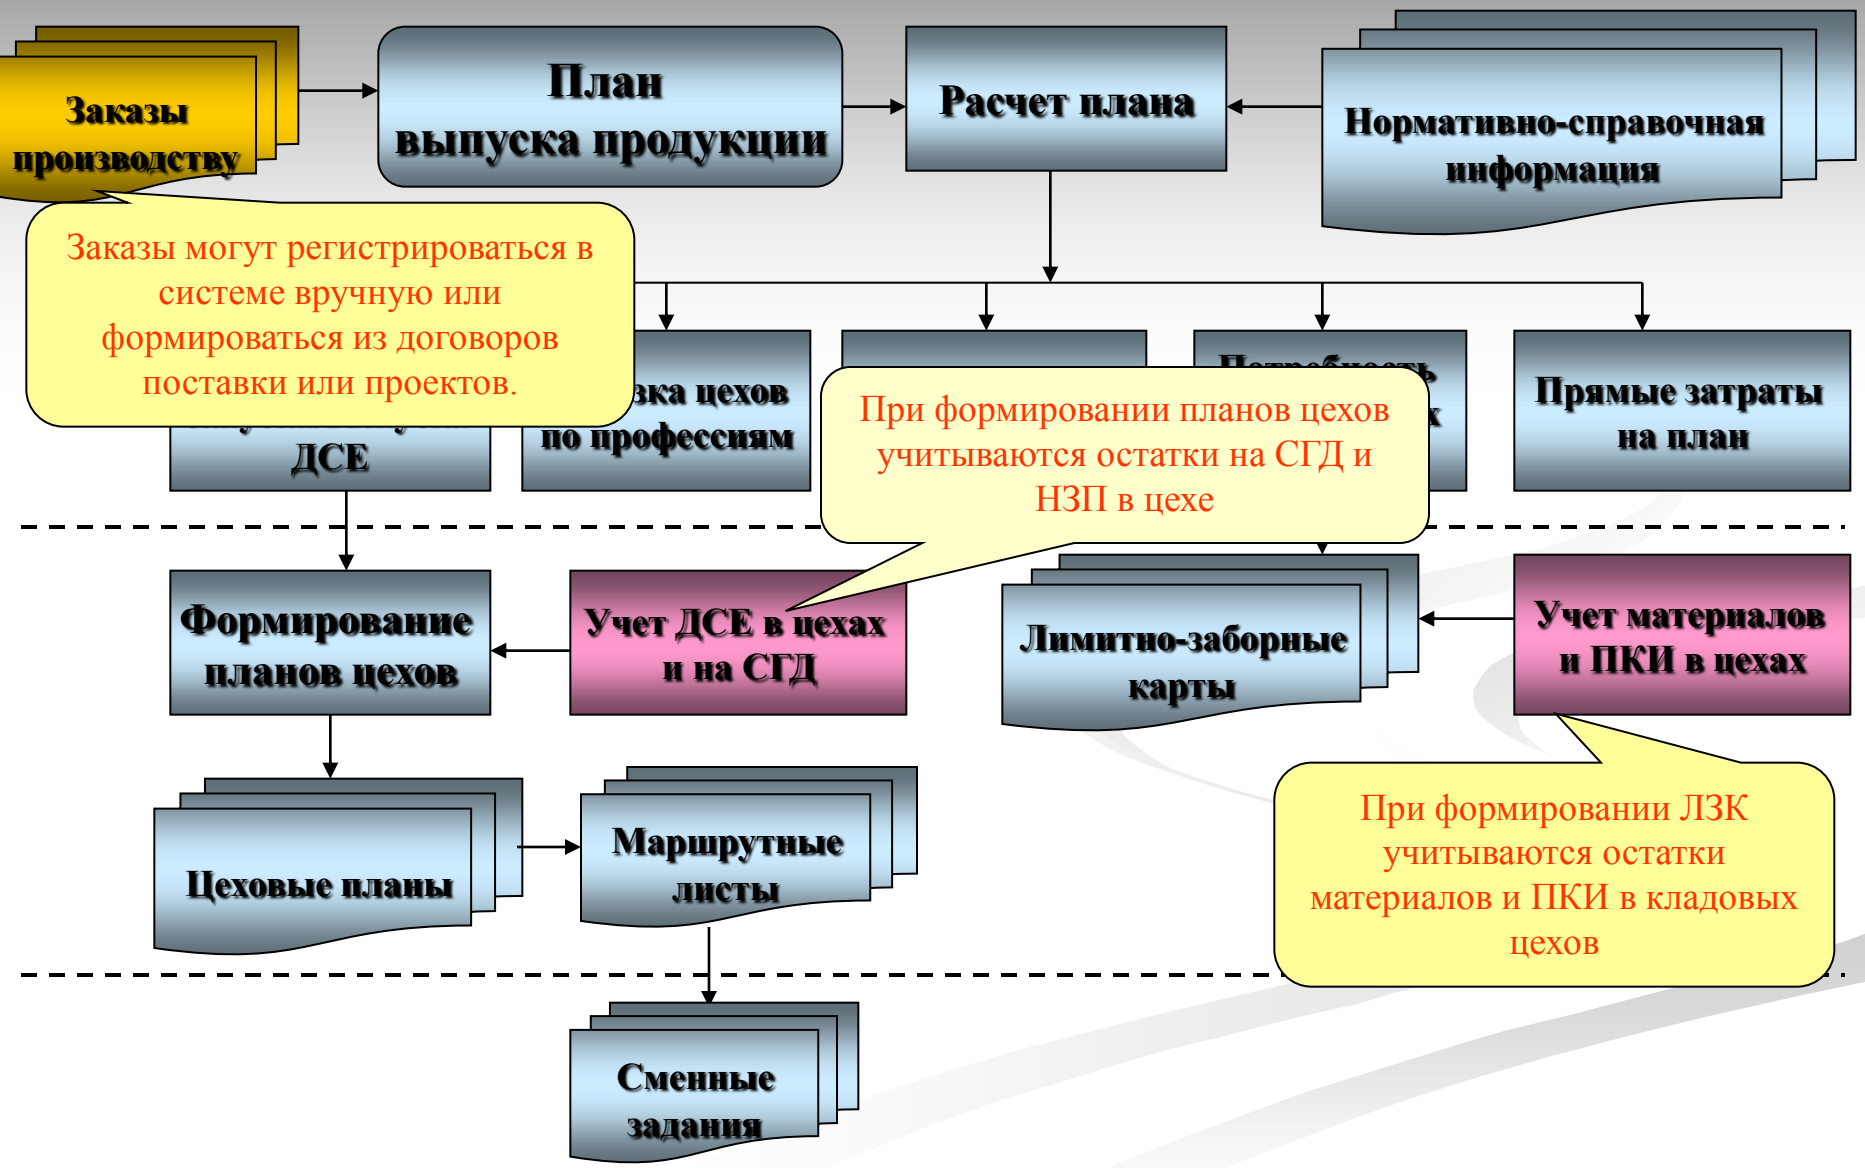 Заказы
производству
План
выпуска продукции
Расчет плана
Нормативно-справочная
информация
Заказы могут регистрироваться в
системе вручную или
формироваться из договоров
поставки или проектов.
ДСЕ
цехов
по профессиям
Потребность
При формировании планов цехов
учитываются остатки на СГД и
НЗП в цехе
Прямые затраты
на план
Формирование
планов цехов
Учет ДСЕ в цехах
и на СГД
Лимитно-заборные
карты
Учет материалов
и ПКИ в цехах
Цеховые планы
Маршрутные
листы
При формировании ЛЗК
учитываются остатки
материалов и ПКИ в кладовых
цехов
Сменные
задания